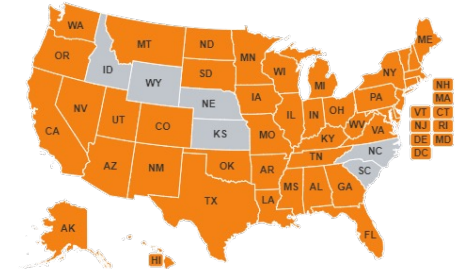 WA
MT
ND
MN
ME
OR
ID
SD
WI
MI
NY
WY
NH
IA
PA
MA
NE
NV
UT
CO
IL
IN
OH
VT CT
WV
VA
NJ RI
CA
KS
MO
KY
DE MD
NC
DC
AZ
NM
OK
AR
TN
SC
TX
LA
MS
AL
GA
AK
HI
FL